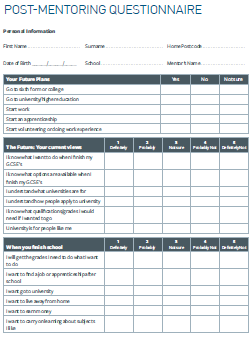 POST-MENTORING QUESTIONNAIRE
Personal Information
First Name Surname Home Postcode
Date of Birth ____/____/____ School Mentor's Name
Your Future Plans Yes No Not sure
Go to sixth form or college
Go to university/higher education
Start work
Start an apprenticeship
Start volunteering or doing work experience
The Future: Your current views 1 2 3 4 5
Definitely Probably Not sure Probably Not Definitely Not
I know what I want to do when I finish my
GCSE's
I know what options are available when I
finish my GCSE's
I understand what universities are for
I understand how people apply to university
I know what qualifications/grades I would
need if I wanted to go
University is for people like me
When you finish school 1 2 3 4 5
Definitely Probably Not sure Probably Not Definitely Not
I will get the grades I need to do what I want
to do
I want to find a job or apprenticeship after
school
I want go to university
I want to live away from home
I want to earn money
I want to carry on learning about subjects
I like